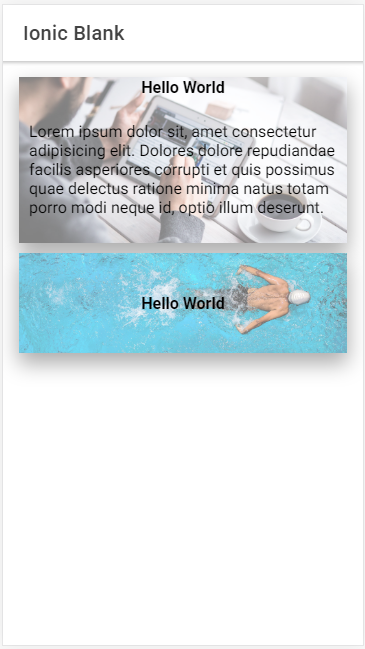 Ionic Blank
Hello World
Lorem ipsum dolor sit, amet consectetur
adipisicing elit. Dolores dolore repudiandae
facilis asperiores corrupti et quis possimus
quae delectus ratione minima natus totam
porro modi neque id, optio illum deserunt.
Hello World